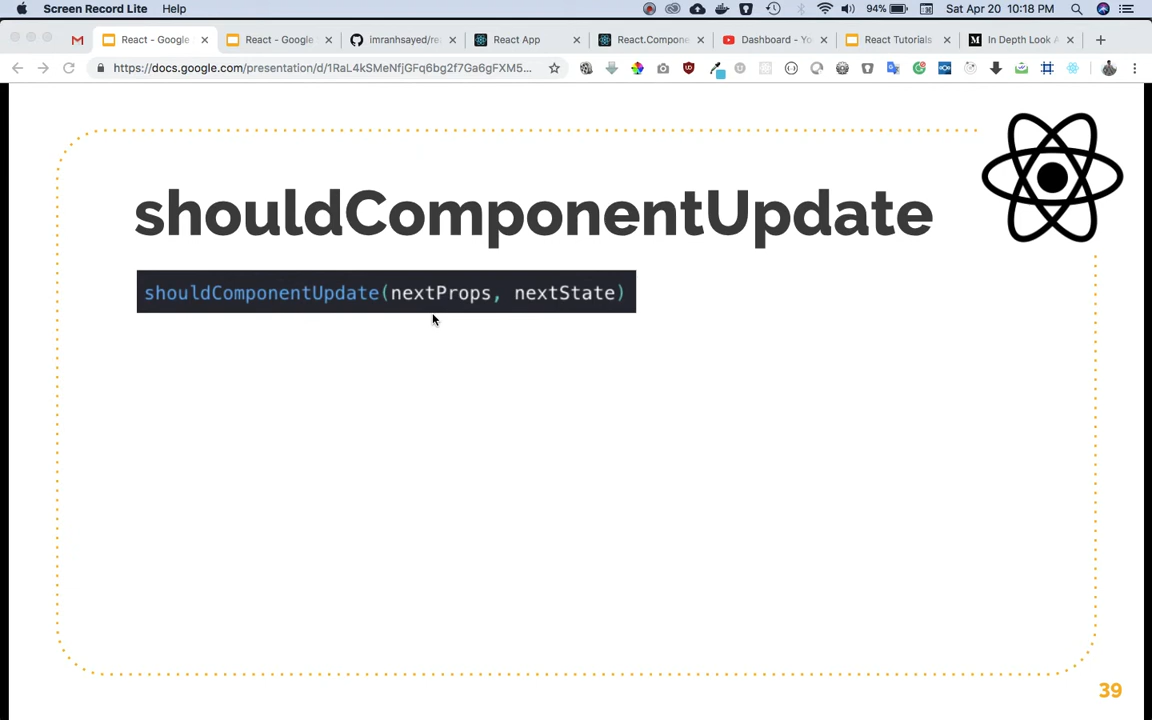 Screen Record Lite Help 94% Sat Apr 20 10:18 PM
React - Google React - Google imranhsayed/re React App React.Compone Dashboard - Yo React Tutorials In Depth Look A
https://docs.google.com/presentation/d/1RaL4kSMeNfjGFq6bg2f7Ga6gFXM5...
shouldComponentUpdate
shouldComponentUpdate(nextProps, nextState)
39